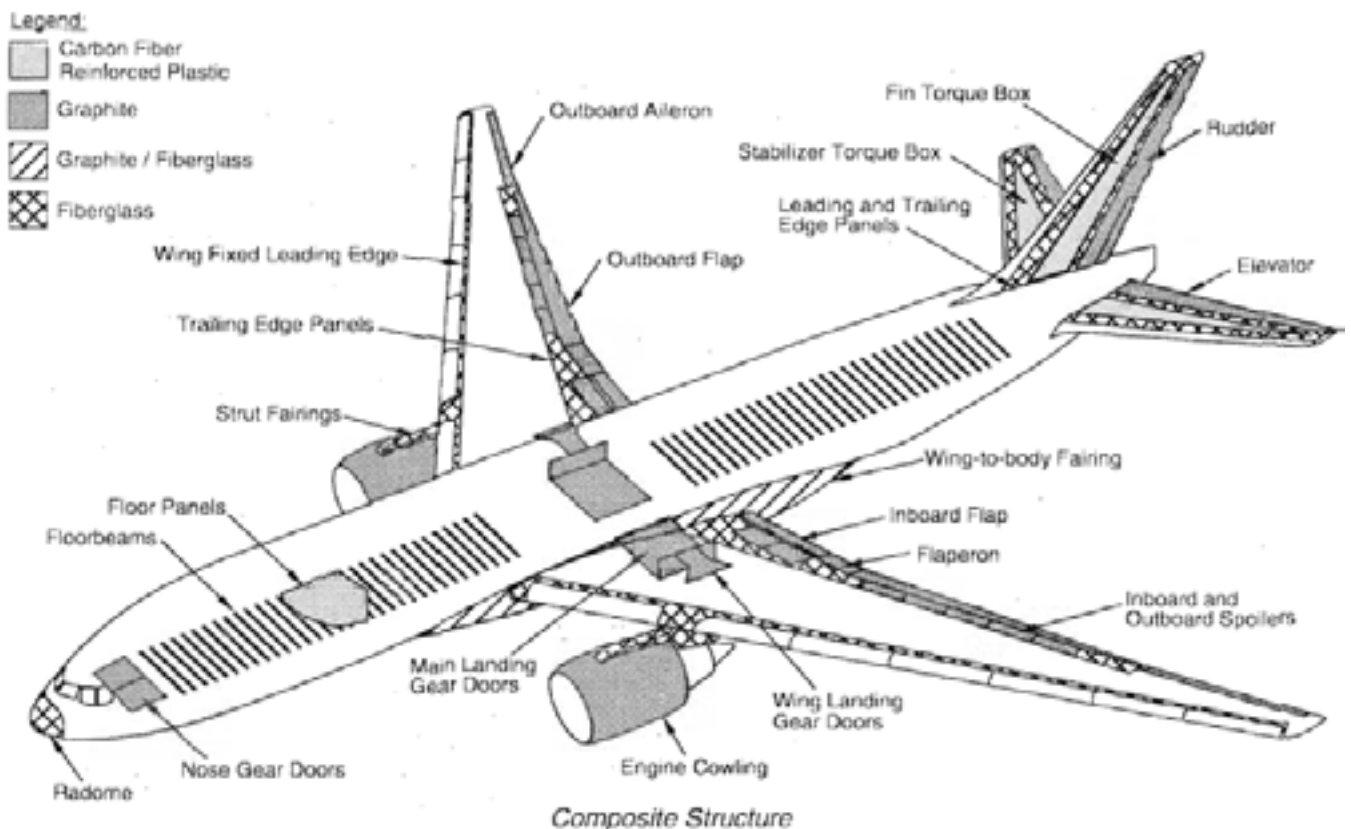 Legend:
Carbon Fiber
Reinforced Plastic
Graphite
Graphite / Fiberglass
Fiberglass
Outboard Aileron
Fin Torque Box
Rudder
Stabilizer Torque Box
Leading and Trailing
Edge Panels
Wing Fixed Leading Edge
Outboard Flap
Elevator
Trailing Edge Panels
Strut Fairings
Wing-to-body Fairing
Floor Panels
Inboard Flap
Floorbeams
Flaperon
Inboard and
Outboard Spoilers
Main Landing
Gear Doors
Wing Landing
Gear Doors
Nose Gear Doors
Engine Cowling
Radome
Composite Structure